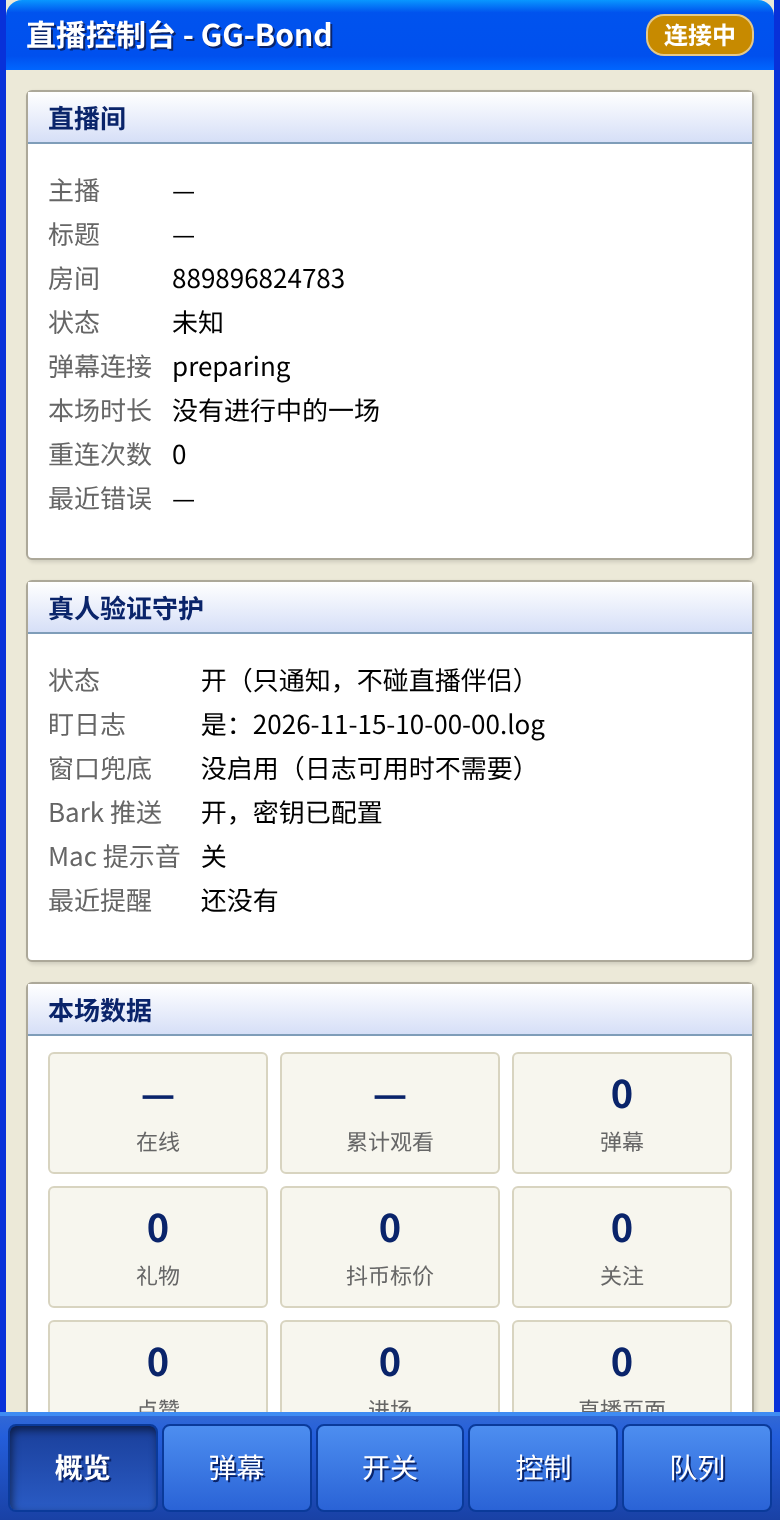 直播控制台 - GG-Bond
连接中
直播间
主播 —
标题 —
房间 889896824783
状态 未知
弹幕连接 preparing
本场时长 没有进行中的一场
重连次数 0
最近错误 —
真人验证守护
状态 开（只通知，不碰直播伴侣）
盯日志 是：2026-11-15-10-00-00.log
窗口兜底 没启用（日志可用时不需要）
Bark 推送 开，密钥已配置
Mac 提示音 关
最近提醒 还没有
本场数据
— — 0
在线 累计观看 弹幕
0 0 0
礼物 抖币标价 关注
0 0 0
点赞 进场 直播页面
概览 弹幕 开关 控制 队列